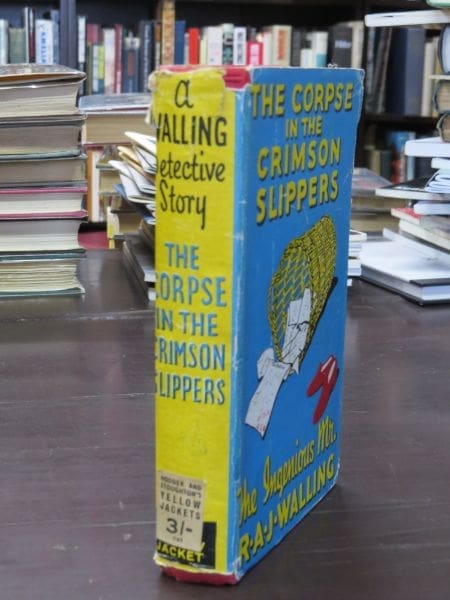 a
WALLING
Detective
Story
THE
CORPSE
IN THE
CRIMSON
SLIPPERS
HODDER AND
STOUGHTON'S
YELLOW
JACKETS
3/-
NET
JACKET
THE CORPSE
IN THE
CRIMSON
SLIPPERS
The Ingenious Mr.
R·A·J·WALLING